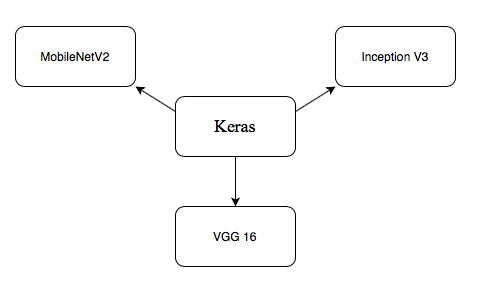 MobileNetV2
Inception V3
Keras
VGG 16